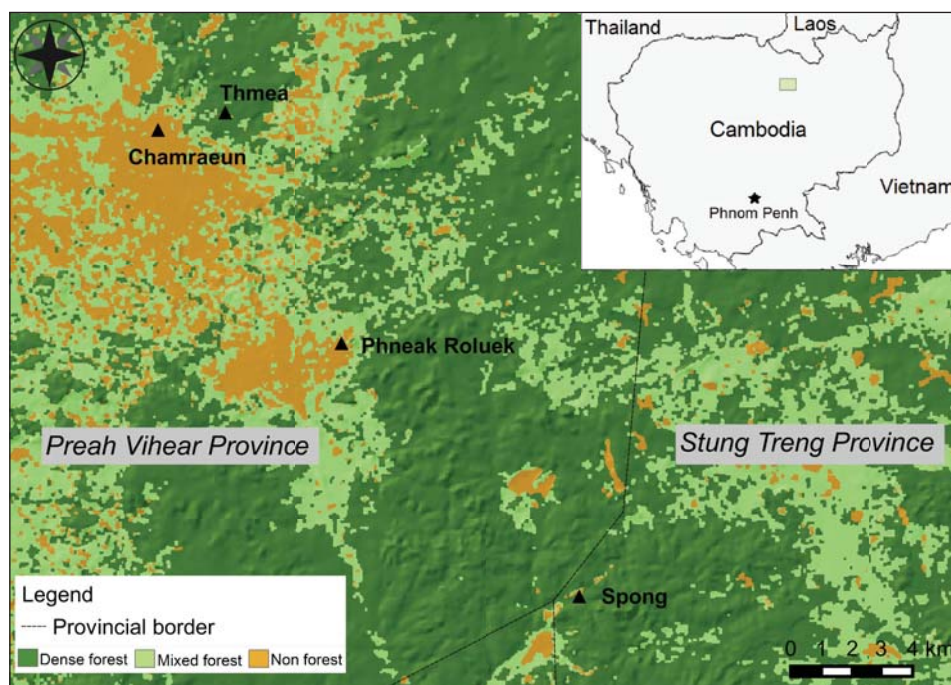 Thailand
Laos
Cambodia
Vietnam
Phnom Penh
Thmea
Chamraeun
Phneak Roluek
Preah Vihear Province
Stung Treng Province
Spong
Legend
Provincial border
Dense forest Mixed forest Non forest
0 1 2 3 4 km